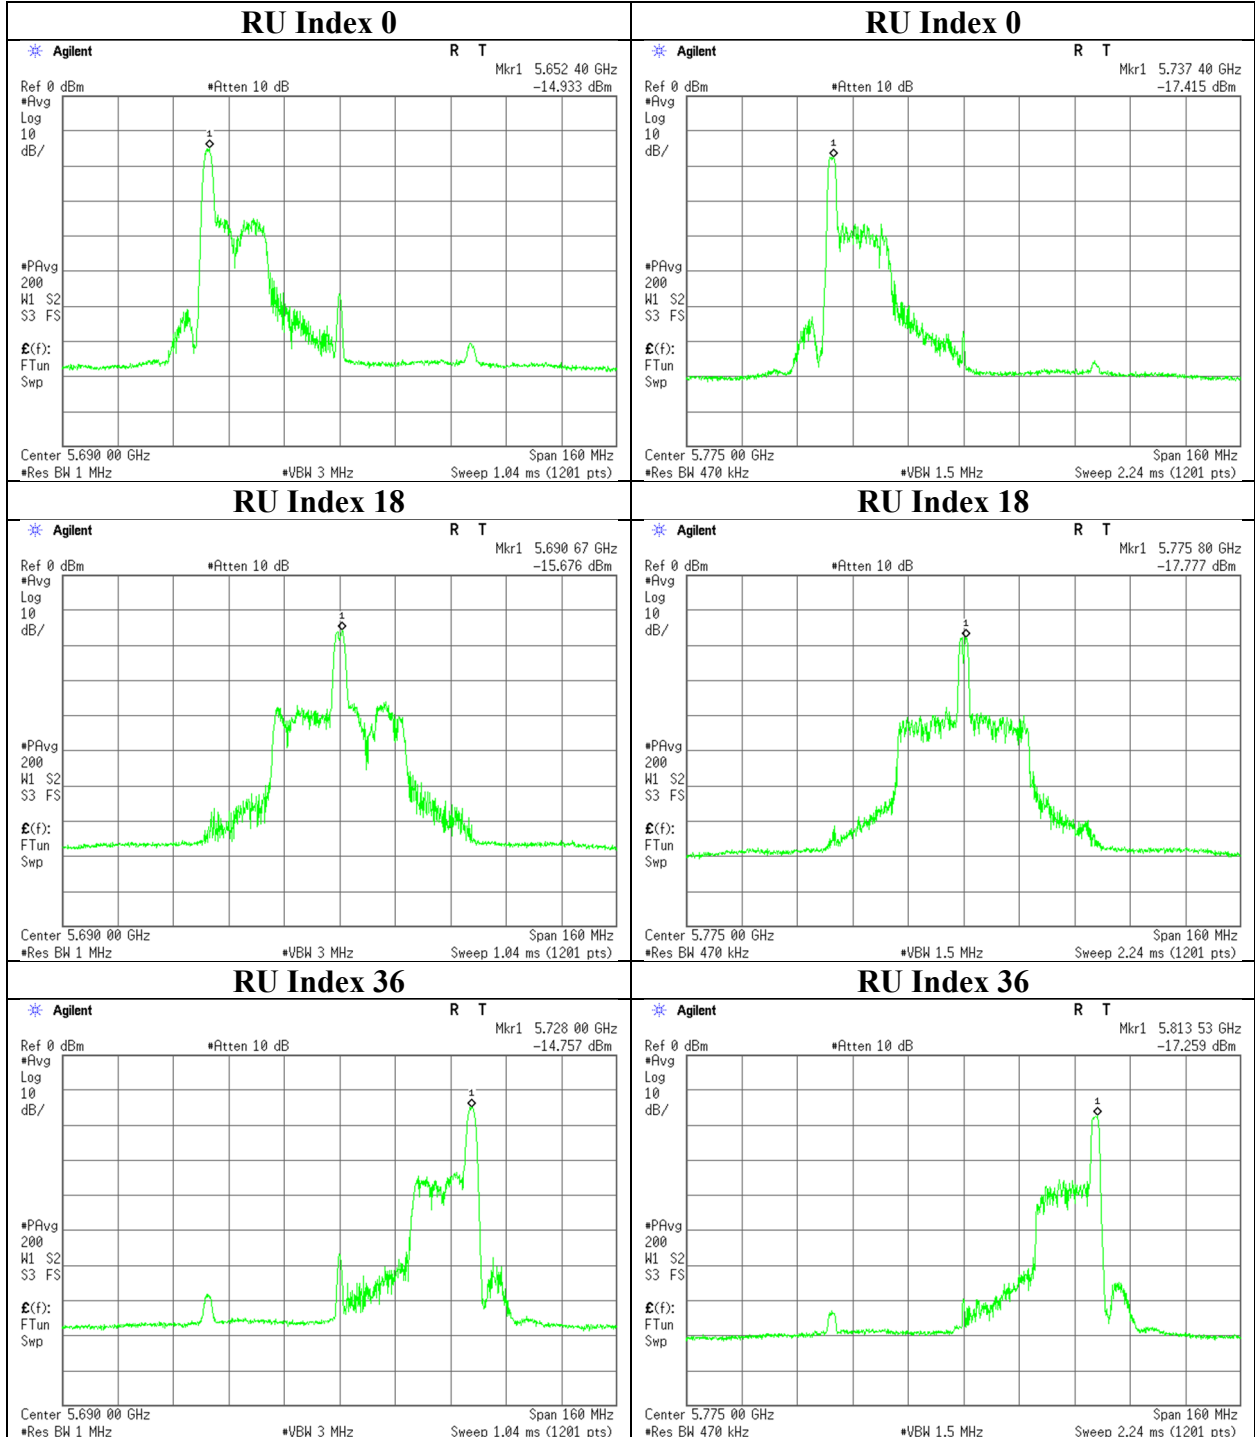 RU Index 0
Agilent
R T
Mkr1 5.652 40 GHz
Ref 0 dBm #Atten 10 dB -14.933 dBm
#Avg
Log
10
dB/
1
#PAvg
200
W1 S2
S3 FS
£(f):
FTun
Swp
Center 5.690 00 GHz Span 160 MHz
#Res BW 1 MHz #VBW 3 MHz Sweep 1.04 ms (1201 pts)
RU Index 0
Agilent
R T
Mkr1 5.737 40 GHz
Ref 0 dBm #Atten 10 dB -17.415 dBm
#Avg
Log
10
dB/
1
#PAvg
200
W1 S2
S3 FS
£(f):
FTun
Swp
Center 5.775 00 GHz Span 160 MHz
#Res BW 470 kHz #VBW 1.5 MHz Sweep 2.24 ms (1201 pts)
RU Index 18
Agilent
R T
Mkr1 5.690 67 GHz
Ref 0 dBm #Atten 10 dB -15.676 dBm
#Avg
Log
10
dB/
1
#PAvg
200
W1 S2
S3 FS
£(f):
FTun
Swp
Center 5.690 00 GHz Span 160 MHz
#Res BW 1 MHz #VBW 3 MHz Sweep 1.04 ms (1201 pts)
RU Index 18
Agilent
R T
Mkr1 5.775 80 GHz
Ref 0 dBm #Atten 10 dB -17.777 dBm
#Avg
Log
10
dB/
1
#PAvg
200
W1 S2
S3 FS
£(f):
FTun
Swp
Center 5.775 00 GHz Span 160 MHz
#Res BW 470 kHz #VBW 1.5 MHz Sweep 2.24 ms (1201 pts)
RU Index 36
Agilent
R T
Mkr1 5.728 00 GHz
Ref 0 dBm #Atten 10 dB -14.757 dBm
#Avg
Log
10
dB/
1
#PAvg
200
W1 S2
S3 FS
£(f):
FTun
Swp
Center 5.690 00 GHz Span 160 MHz
#Res BW 1 MHz #VBW 3 MHz Sweep 1.04 ms (1201 pts)
RU Index 36
Agilent
R T
Mkr1 5.813 53 GHz
Ref 0 dBm #Atten 10 dB -17.259 dBm
#Avg
Log
10
dB/
1
#PAvg
200
W1 S2
S3 FS
£(f):
FTun
Swp
Center 5.775 00 GHz Span 160 MHz
#Res BW 470 kHz #VBW 1.5 MHz Sweep 2.24 ms (1201 pts)